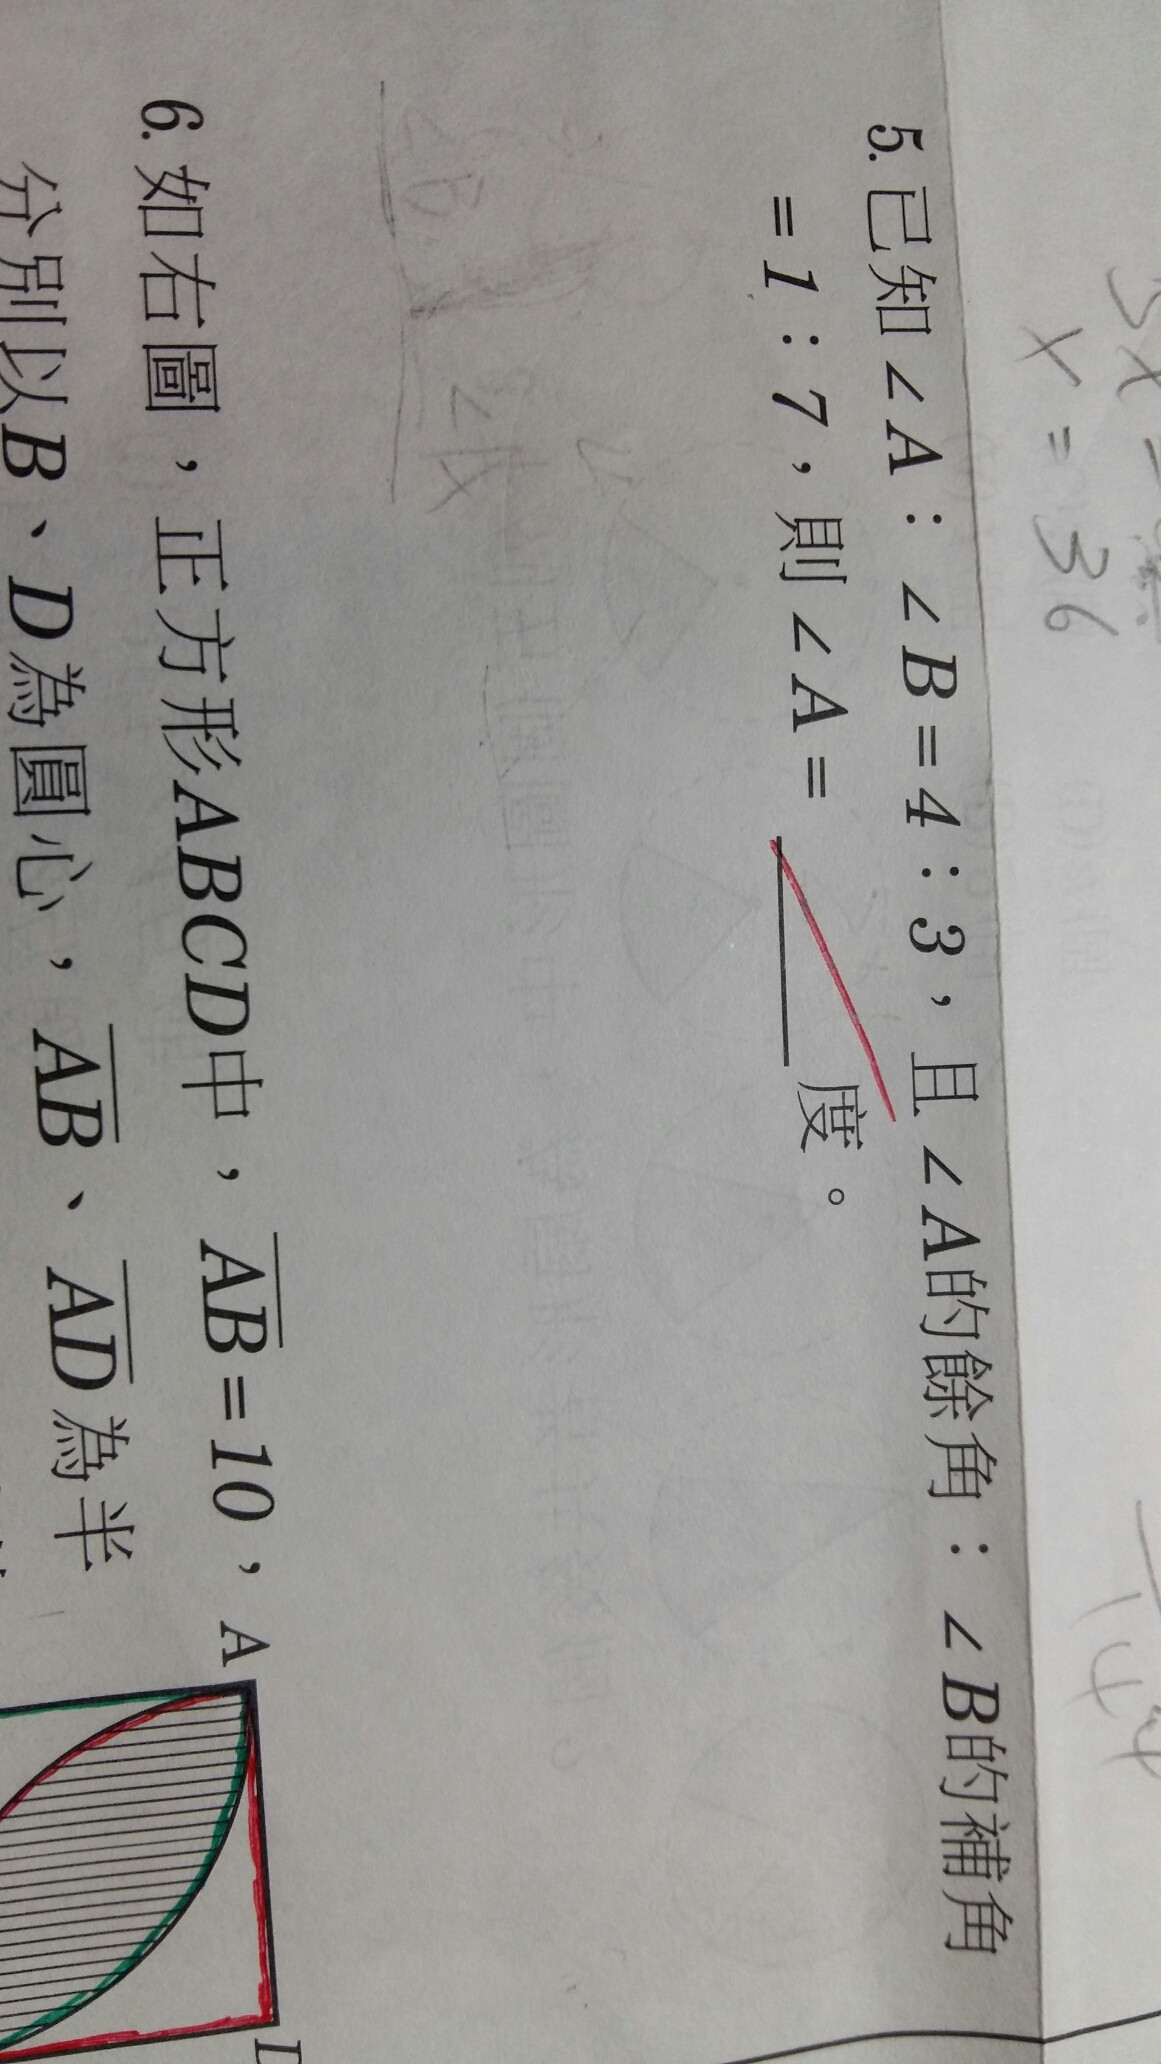 5x =
x = 36
144
5. 已知∠A：∠B=4：3，且∠A的餘角：∠B的補角
=1：7，則∠A=＿＿＿度。
∠B
6. 如右圖，正方形ABCD中，AB=10，
分別以B、D為圓心，AB、AD為半
A
D